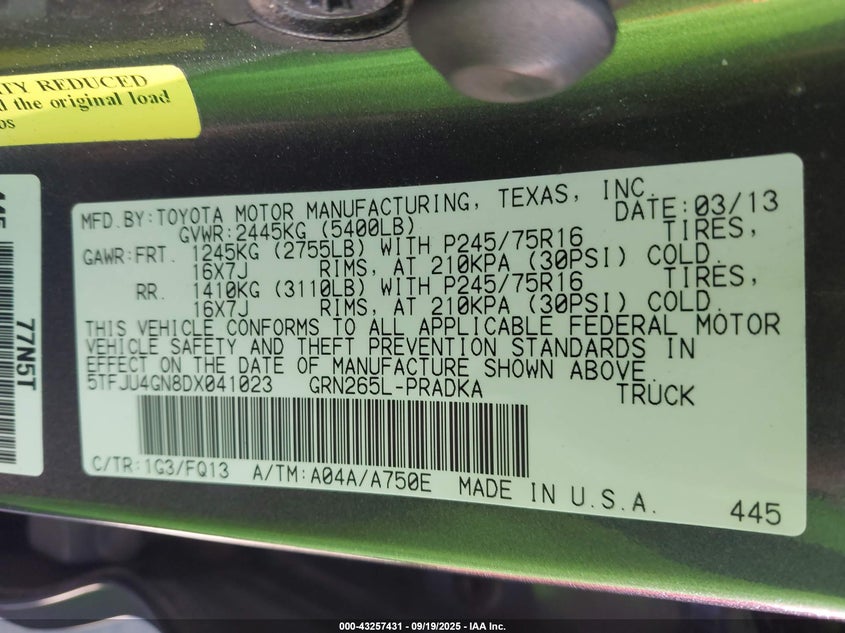 ITY REDUCED
the original load
445
77N5T
MFD.BY:TOYOTA MOTOR MANUFACTURING, TEXAS, INC.
GVWR:2445KG (5400LB) DATE:03/13
GAWR:FRT. 1245KG (2755LB) WITH P245/75R16 TIRES,
16X7J RIMS, AT 210KPA (30PSI) COLD.
RR. 1410KG (3110LB) WITH P245/75R16 TIRES,
16X7J RIMS, AT 210KPA (30PSI) COLD.
THIS VEHICLE CONFORMS TO ALL APPLICABLE FEDERAL MOTOR
VEHICLE SAFETY AND THEFT PREVENTION STANDARDS IN
EFFECT ON THE DATE OF MANUFACTURE SHOWN ABOVE.
5TFJU4GN8DX041023 GRN265L-PRADKA TRUCK
C/TR:1G3/FQ13 A/TM:A04A/A750E MADE IN U.S.A.
445
000-43257431 - 09/19/2025 - IAA Inc.